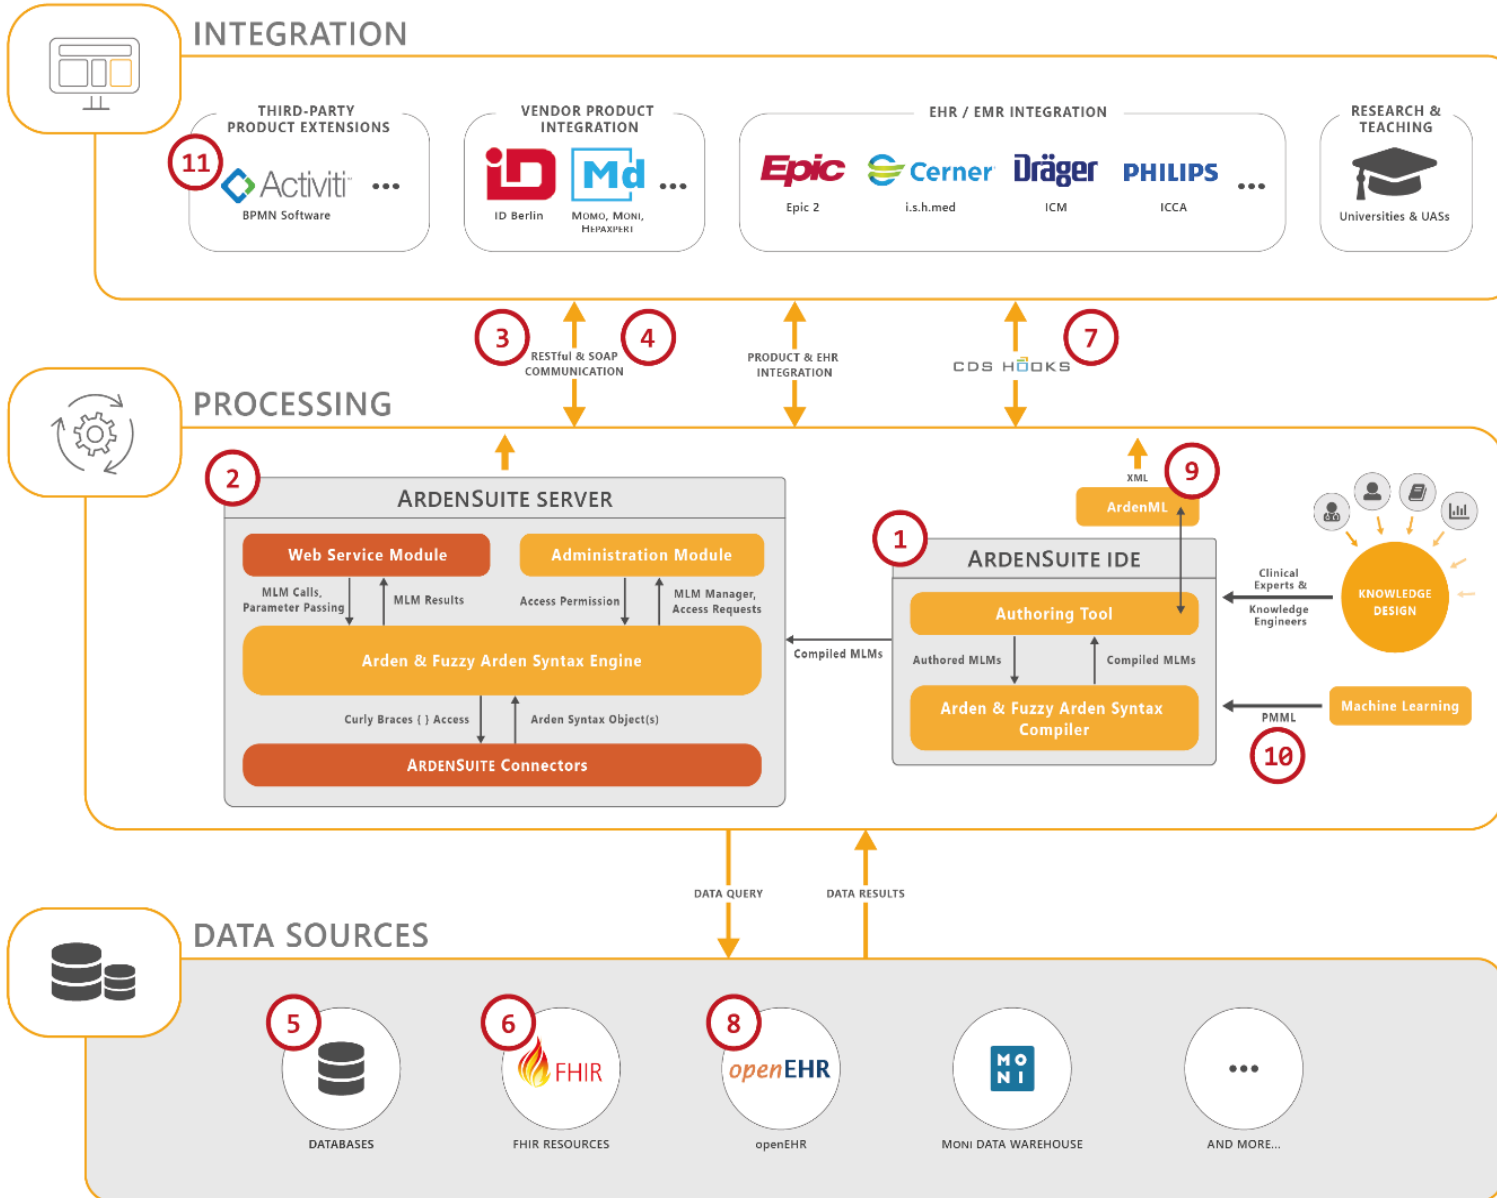 INTEGRATION
THIRD-PARTY
PRODUCT EXTENSIONS
11
Activiti
•••
BPMN Software
VENDOR PRODUCT
INTEGRATION
iD
Md
•••
ID Berlin
MOMO, MONI,
HEPAXPERT
EHR / EMR INTEGRATION
Epic
Cerner
Dräger
PHILIPS
•••
Epic 2
i.s.h.med
ICM
ICCA
RESEARCH &
TEACHING
Universities & UASs
3
4
RESTful & SOAP
COMMUNICATION
PRODUCT & EHR
INTEGRATION
7
CDS HOOKS
PROCESSING
2
ARDENSUITE SERVER
Web Service Module
Administration Module
MLM Calls,
Parameter Passing
MLM Results
Access Permission
MLM Manager,
Access Requests
Arden & Fuzzy Arden Syntax Engine
Curly Braces { } Access
Arden Syntax Object(s)
ARDENSUITE Connectors
Compiled MLMs
XML
9
ArdenML
1
ARDENSUITE IDE
Authoring Tool
Authored MLMs
Compiled MLMs
Arden & Fuzzy Arden Syntax
Compiler
Clinical
Experts &
Knowledge
Engineers
KNOWLEDGE
DESIGN
PMML
10
Machine Learning
DATA QUERY
DATA RESULTS
DATA SOURCES
5
DATABASES
6
FHIR
FHIR RESOURCES
8
openEHR
openEHR
MO
NI
MONI DATA WAREHOUSE
•••
AND MORE...